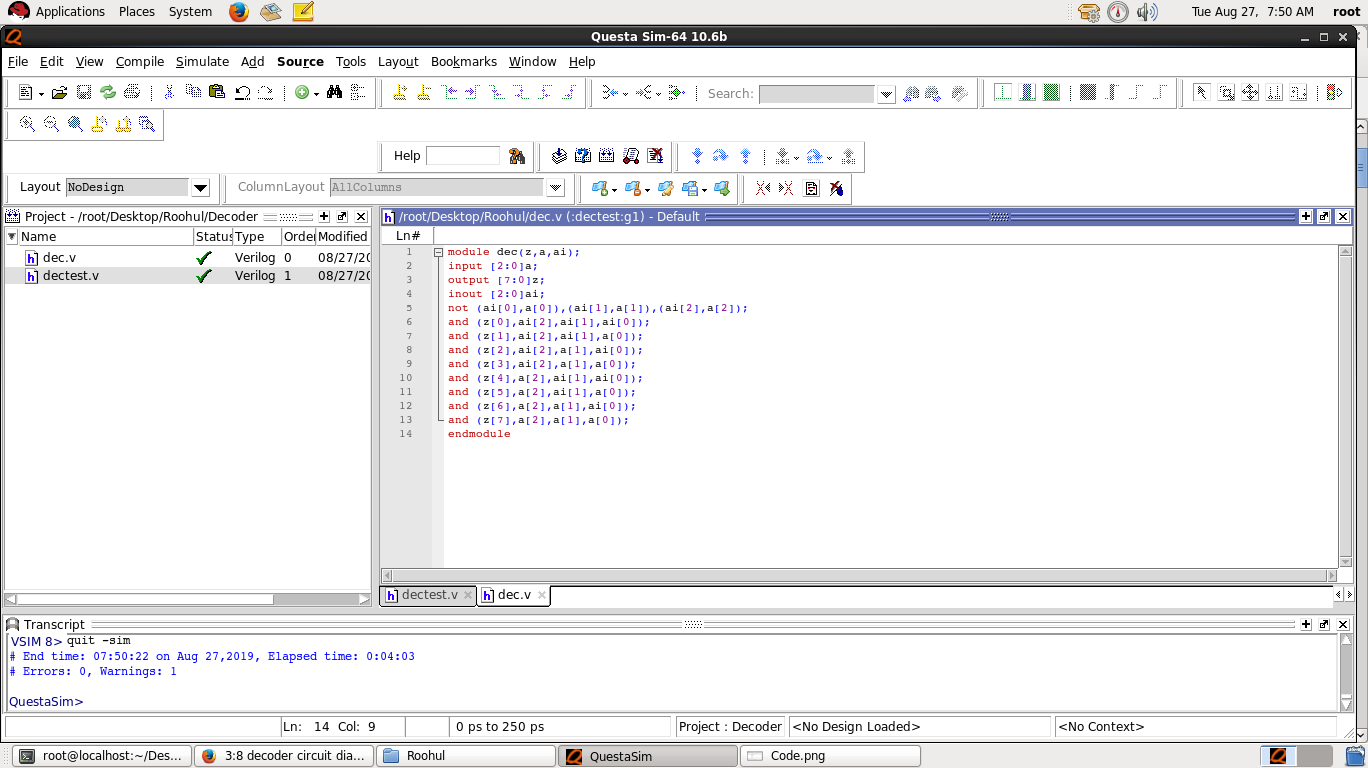 Applications Places System Tue Aug 27, 7:50 AM root
Questa Sim-64 10.6b
File Edit View Compile Simulate Add Source Tools Layout Bookmarks Window Help
Search:
Help
Layout NoDesign ColumnLayout AllColumns
Project - /root/Desktop/Roohul/Decoder
Name Status Type Order Modified
dec.v Verilog 0 08/27/20
dectest.v Verilog 1 08/27/20
/root/Desktop/Roohul/dec.v (:dectest:g1) - Default
Ln#
1 module dec(z,a,ai);
2 input [2:0]a;
3 output [7:0]z;
4 inout [2:0]ai;
5 not (ai[0],a[0]),(ai[1],a[1]),(ai[2],a[2]);
6 and (z[0],ai[2],ai[1],ai[0]);
7 and (z[1],ai[2],ai[1],a[0]);
8 and (z[2],ai[2],a[1],ai[0]);
9 and (z[3],ai[2],a[1],a[0]);
10 and (z[4],a[2],ai[1],ai[0]);
11 and (z[5],a[2],ai[1],a[0]);
12 and (z[6],a[2],a[1],ai[0]);
13 and (z[7],a[2],a[1],a[0]);
14 endmodule
dectest.v dec.v
Transcript
VSIM 8> quit -sim
# End time: 07:50:22 on Aug 27,2019, Elapsed time: 0:04:03
# Errors: 0, Warnings: 1
QuestaSim>
Ln: 14 Col: 9 0 ps to 250 ps Project : Decoder <No Design Loaded> <No Context>
root@localhost:~/Des... 3:8 decoder circuit dia... Roohul QuestaSim Code.png